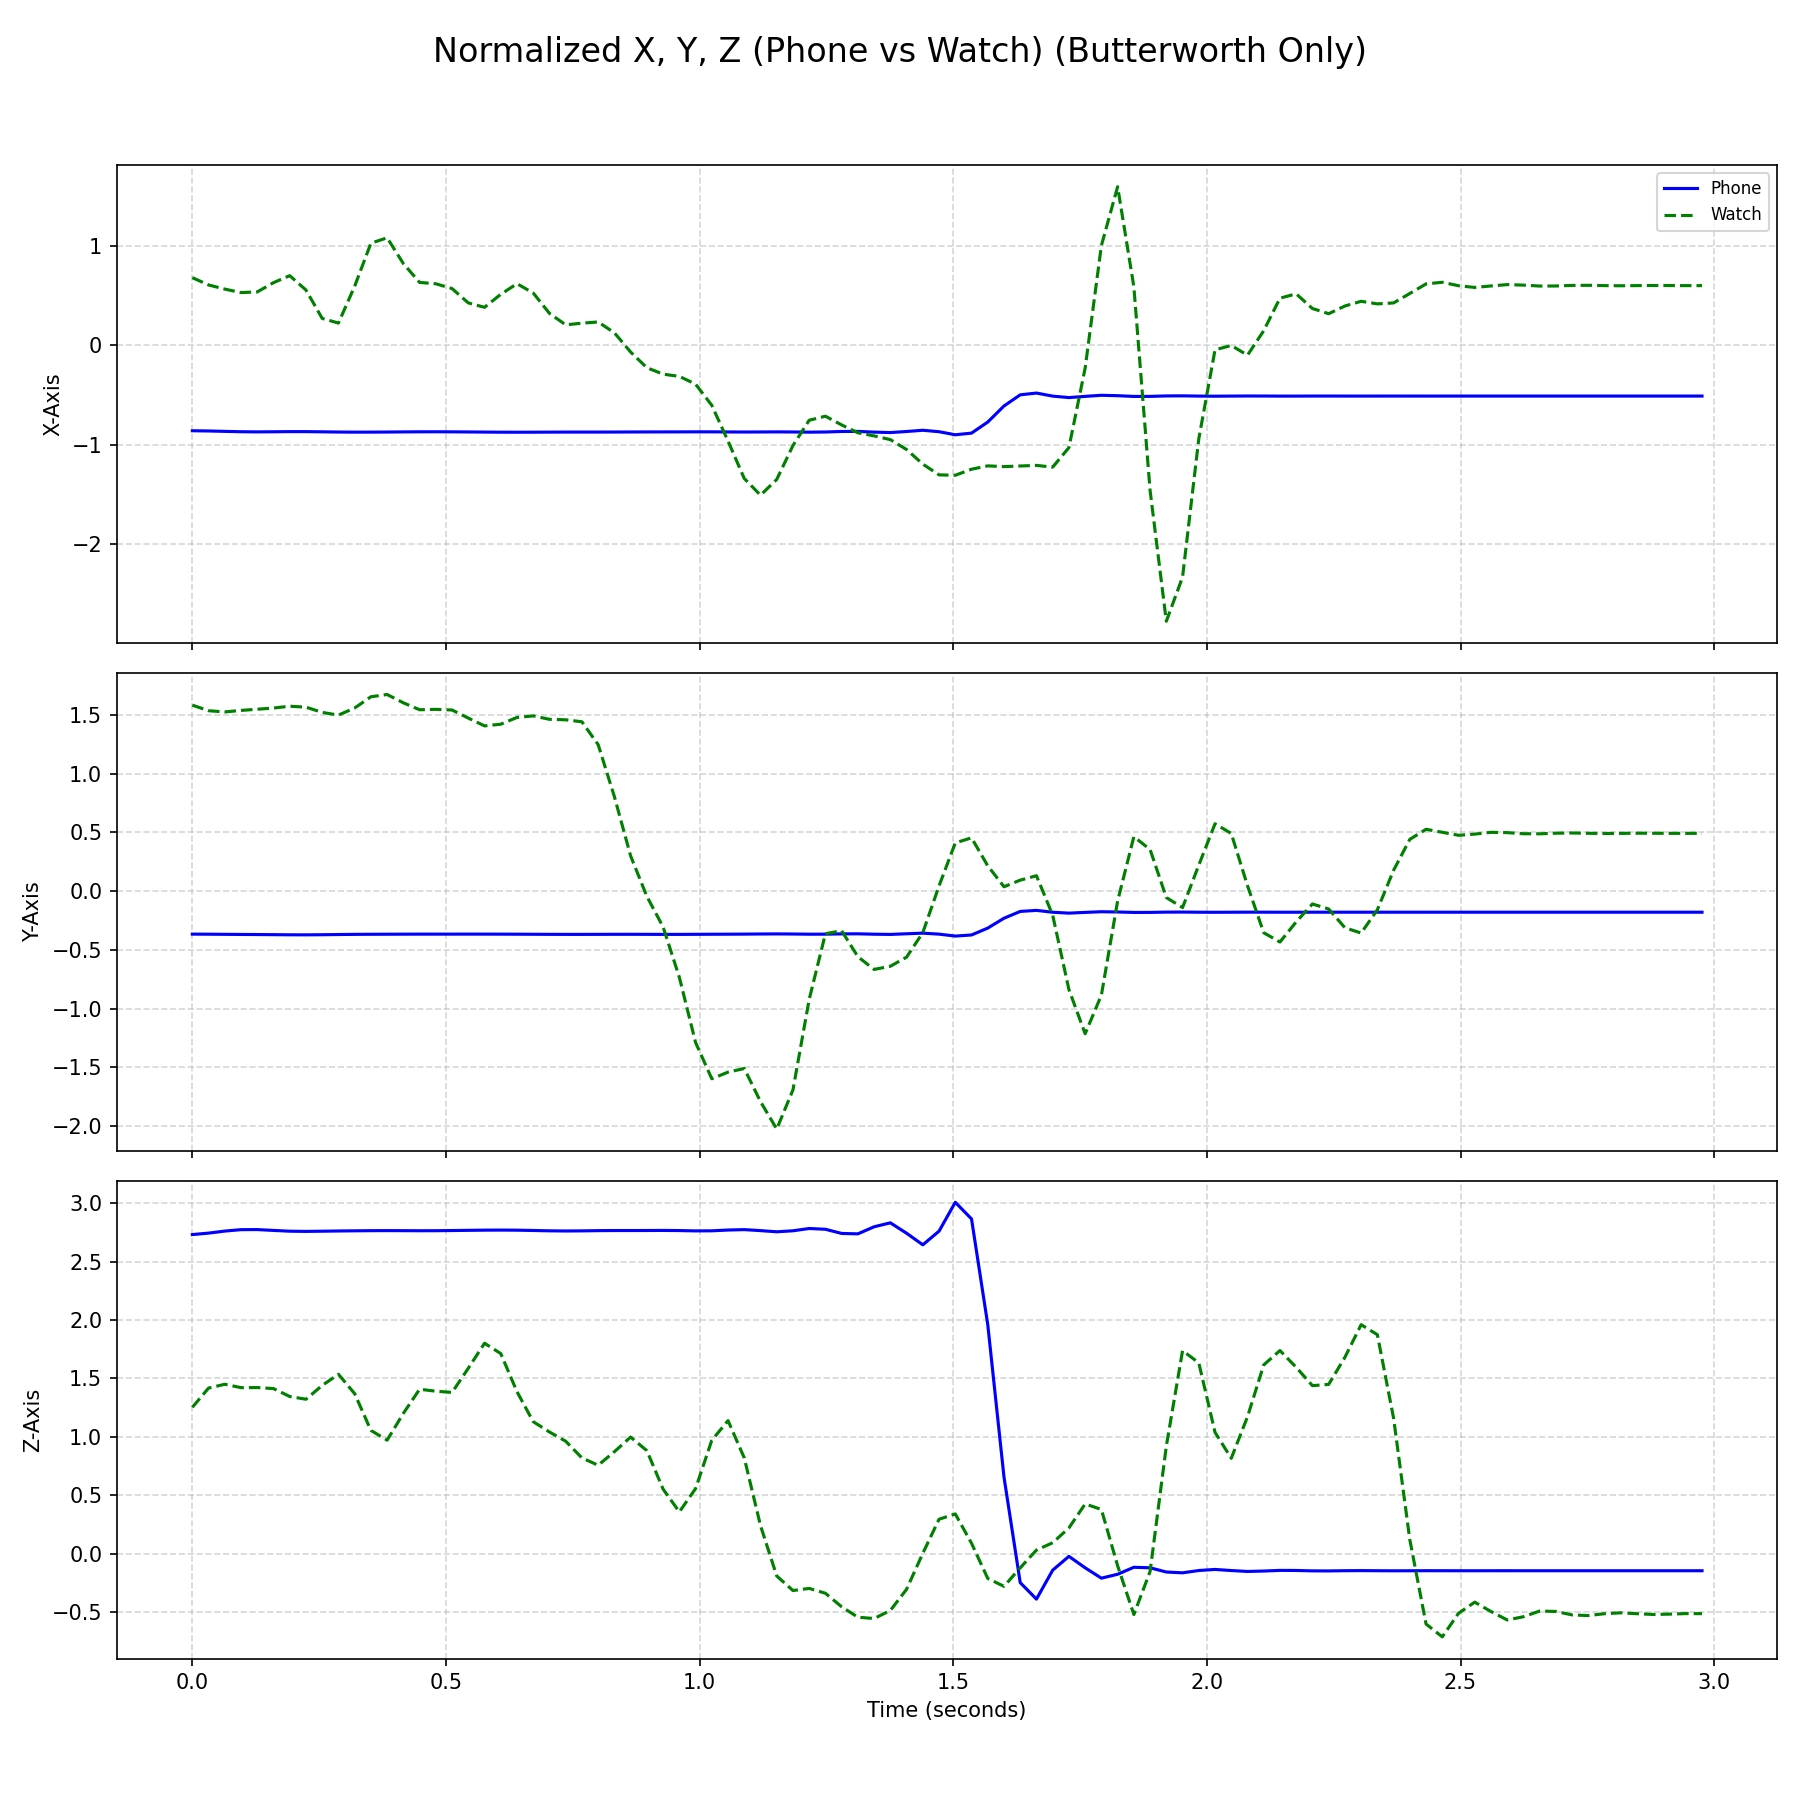 Normalized X, Y, Z (Phone vs Watch) (Butterworth Only)
Phone
Watch
1
0
−1
−2
X-Axis
1.5
1.0
0.5
0.0
−0.5
−1.0
−1.5
−2.0
Y-Axis
3.0
2.5
2.0
1.5
1.0
0.5
0.0
−0.5
Z-Axis
0.0 0.5 1.0 1.5 2.0 2.5 3.0
Time (seconds)